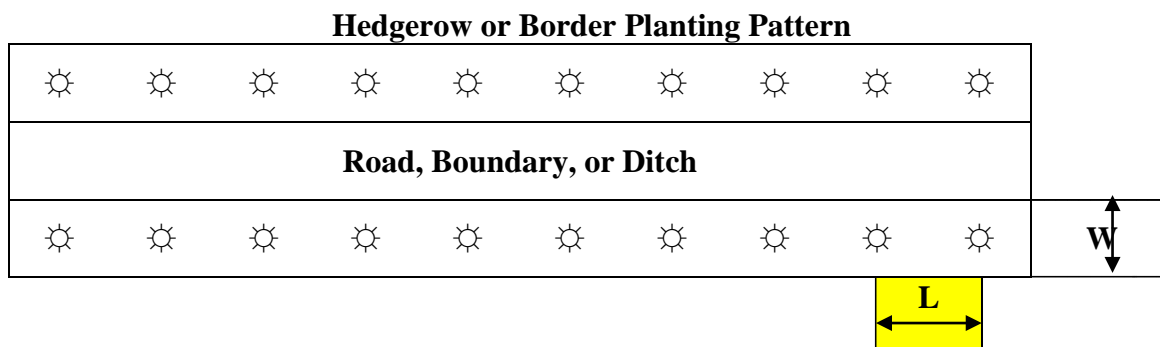 Hedgerow or Border Planting Pattern
Road, Boundary, or Ditch
W
L